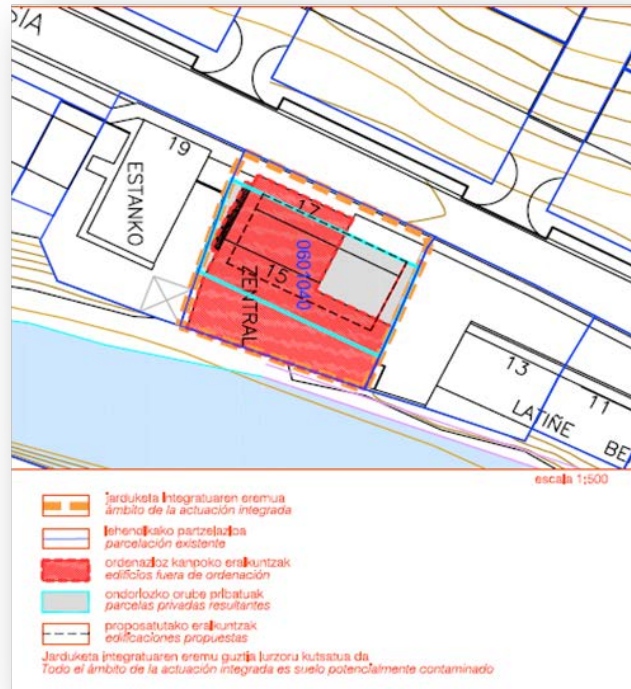 SIA
19
ESTANKO
17
0601040
15
ZENTRAL
13
11
LATIÑE
BE
escala 1:500
jarduketa integratuaren eremua
ámbito de la actuación integrada
lehendikako partzelazioa
parcelación existente
ordenazioz kanpoko eraikuntzak
edificios fuera de ordenación
ondoriozko orube pribatuak
parcelas privadas resultantes
proposatutako eraikuntzak
edificaciones propuestas
Jarduketa integratuaren eremu guztia lurzoru kutsatua da
Todo el ámbito de la actuación integrada es suelo potencialmente contaminado